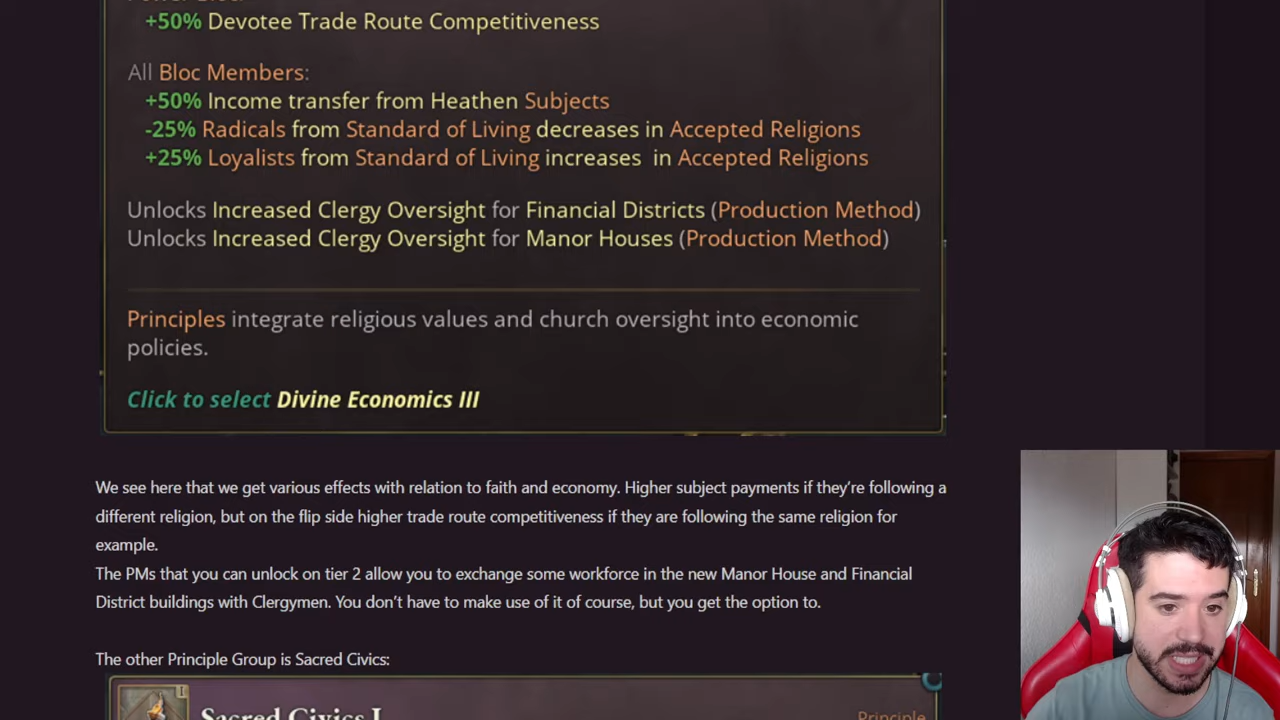 +50% Devotee Trade Route Competitiveness
All Bloc Members:
+50% Income transfer from Heathen Subjects
-25% Radicals from Standard of Living decreases in Accepted Religions
+25% Loyalists from Standard of Living increases in Accepted Religions
Unlocks Increased Clergy Oversight for Financial Districts (Production Method)
Unlocks Increased Clergy Oversight for Manor Houses (Production Method)
Principles integrate religious values and church oversight into economic
policies.
Click to select Divine Economics III
We see here that we get various effects with relation to faith and economy. Higher subject payments if they’re following a
different religion, but on the flip side higher trade route competitiveness if they are following the same religion for
example.
The PMs that you can unlock on tier 2 allow you to exchange some workforce in the new Manor House and Financial
District buildings with Clergymen. You don’t have to make use of it of course, but you get the option to.
The other Principle Group is Sacred Civics:
Sacred Civics I
Principle